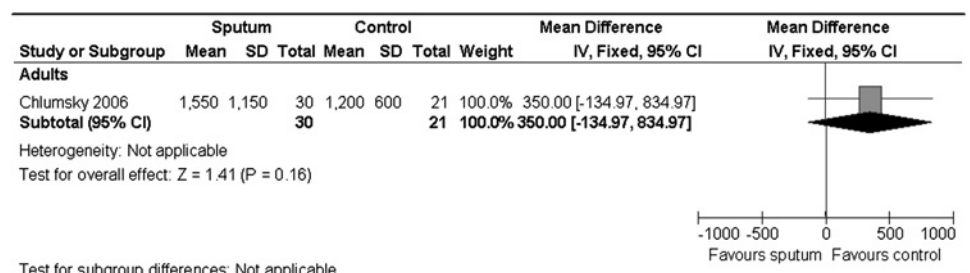 Sputum Control Mean Difference Mean Difference
Study or Subgroup Mean SD Total Mean SD Total Weight IV, Fixed, 95% CI IV, Fixed, 95% CI
Adults
Chlumsky 2006 1,550 1,150 30 1,200 600 21 100.0% 350.00 [-134.97, 834.97]
Subtotal (95% CI) 30 21 100.0% 350.00 [-134.97, 834.97]
Heterogeneity: Not applicable
Test for overall effect: Z = 1.41 (P = 0.16)
-1000 -500 0 500 1000
Favours sputum Favours control
Test for subgroup differences: Not applicable